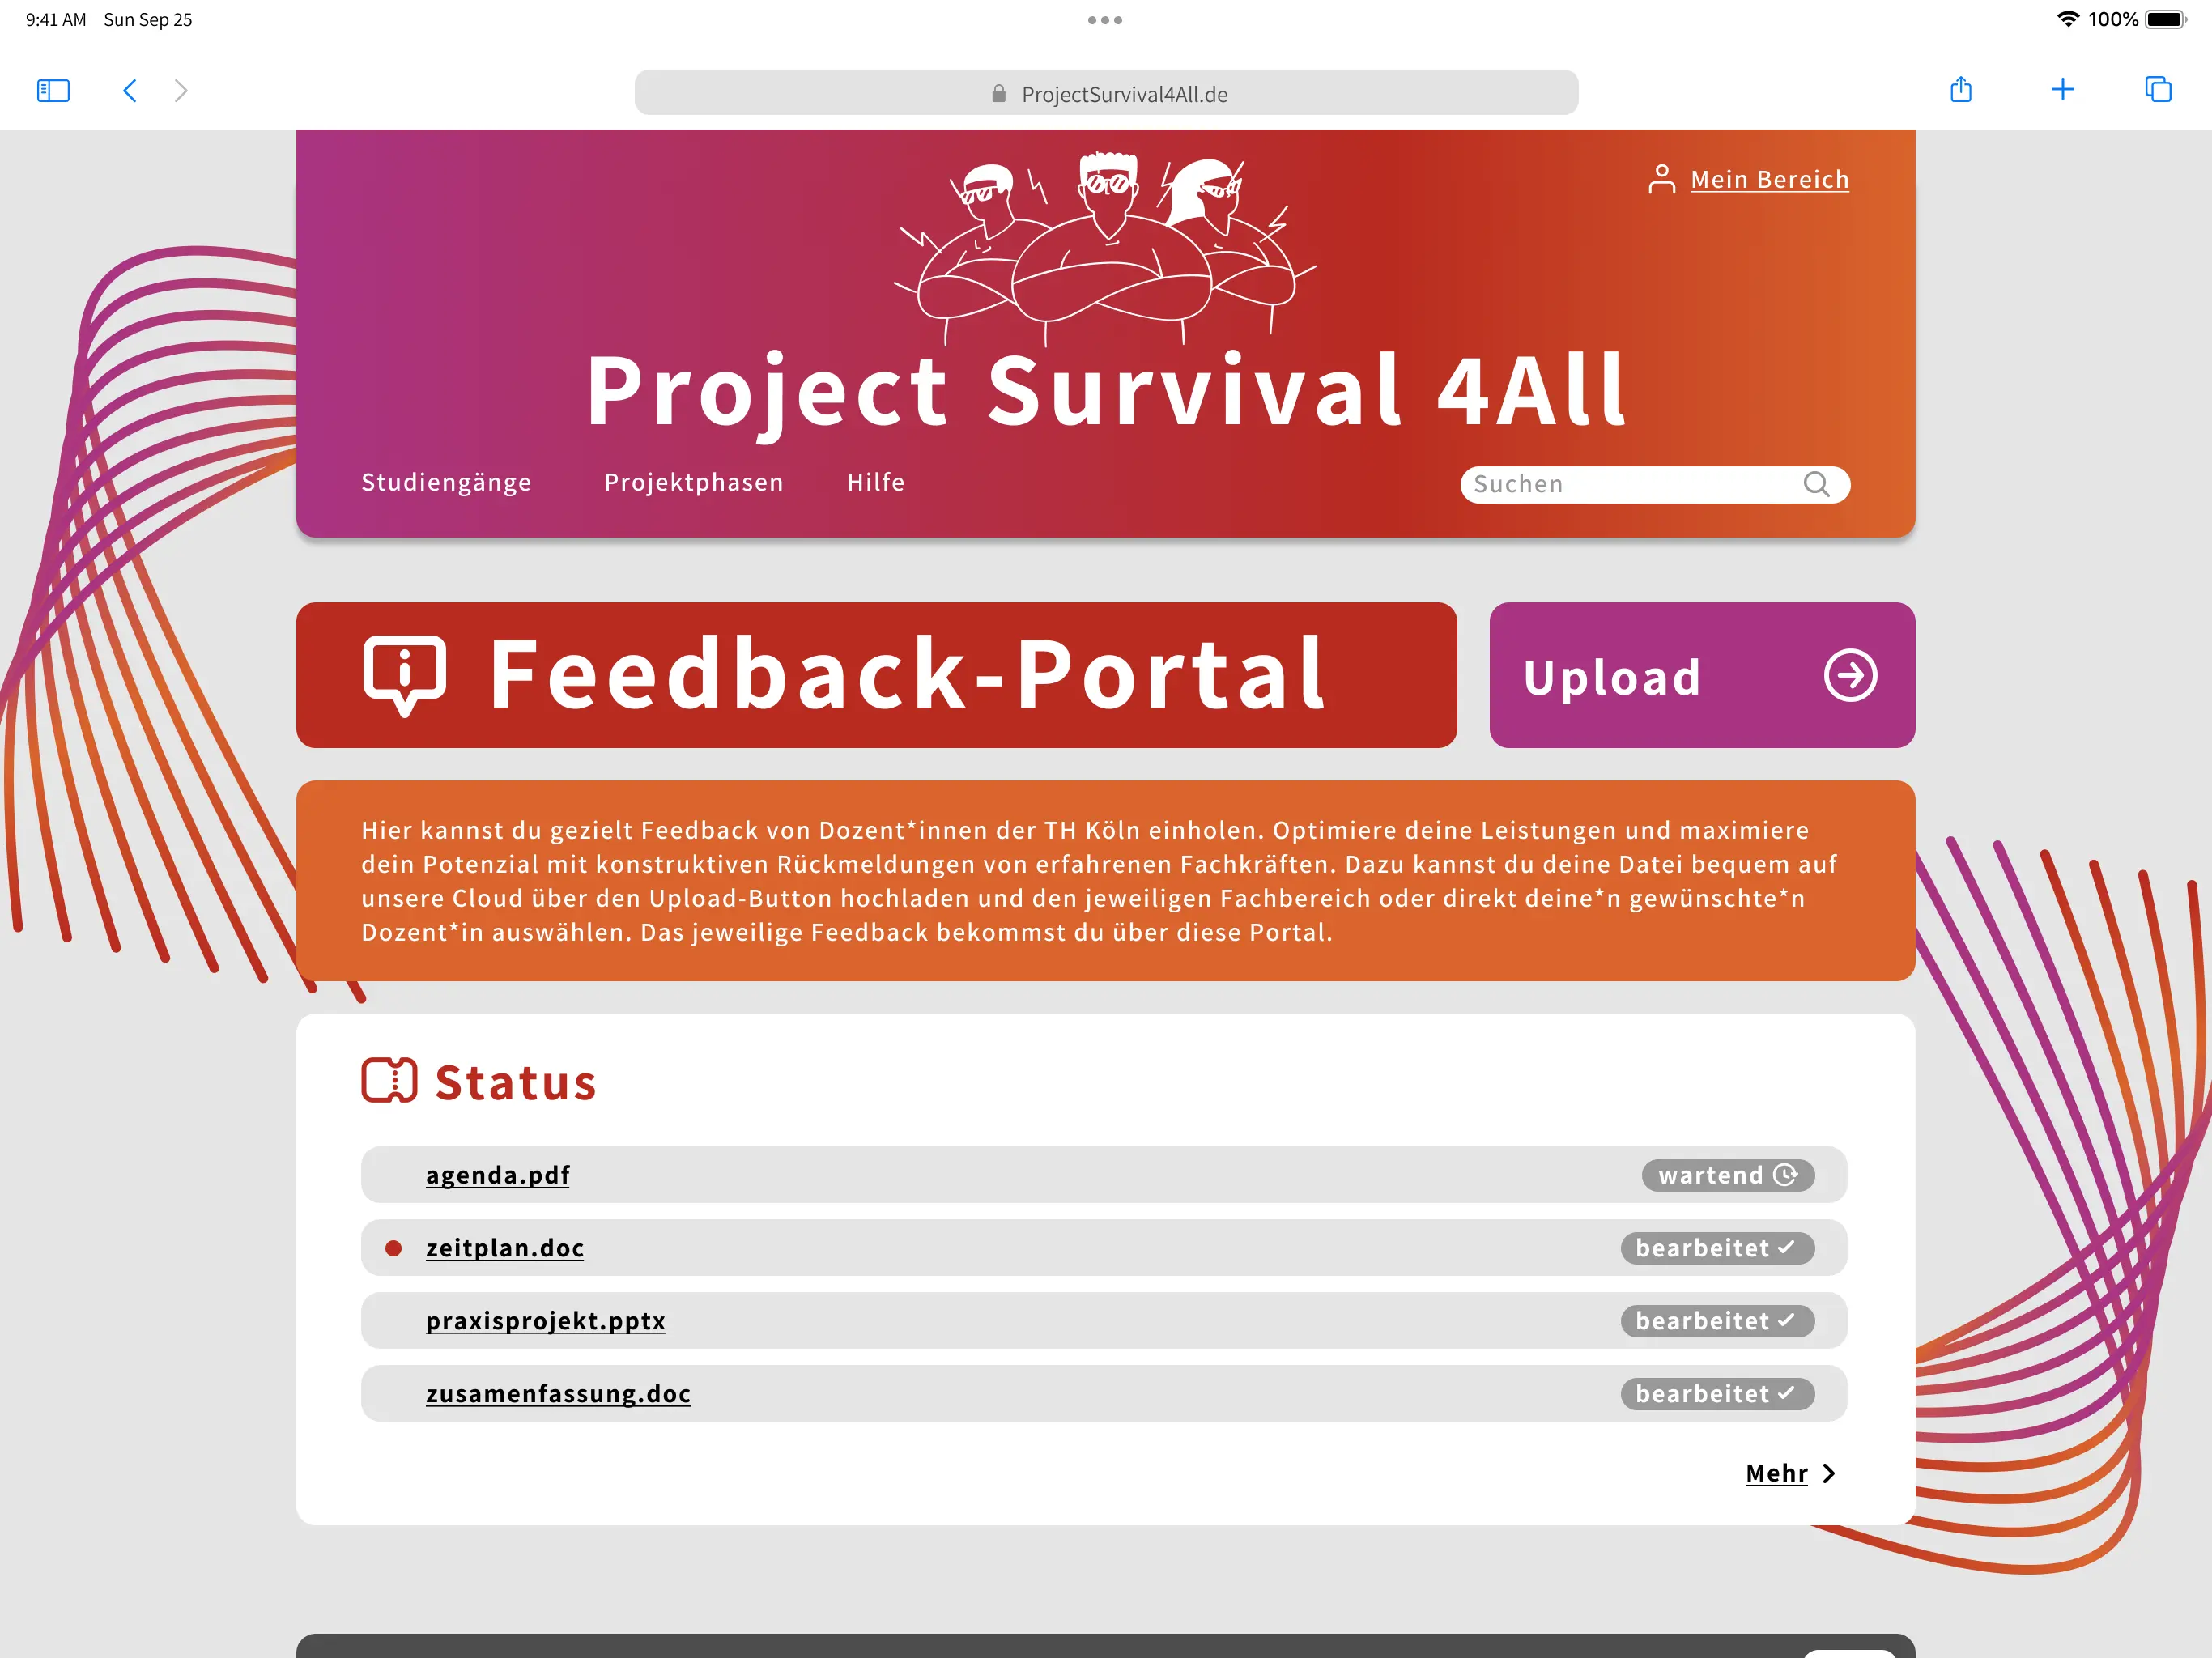 9:41 AM Sun Sep 25
100%
ProjectSurvival4All.de
Mein Bereich
Project Survival 4All
Studiengänge Projektphasen Hilfe
Suchen
Feedback-Portal
Upload
Hier kannst du gezielt Feedback von Dozent*innen der TH Köln einholen. Optimiere deine Leistungen und maximiere
dein Potenzial mit konstruktiven Rückmeldungen von erfahrenen Fachkräften. Dazu kannst du deine Datei bequem auf
unsere Cloud über den Upload-Button hochladen und den jeweiligen Fachbereich oder direkt deine*n gewünschte*n
Dozent*in auswählen. Das jeweilige Feedback bekommst du über diese Portal.
Status
agenda.pdf wartend
zeitplan.doc bearbeitet
praxisprojekt.pptx bearbeitet
zusamenfassung.doc bearbeitet
Mehr